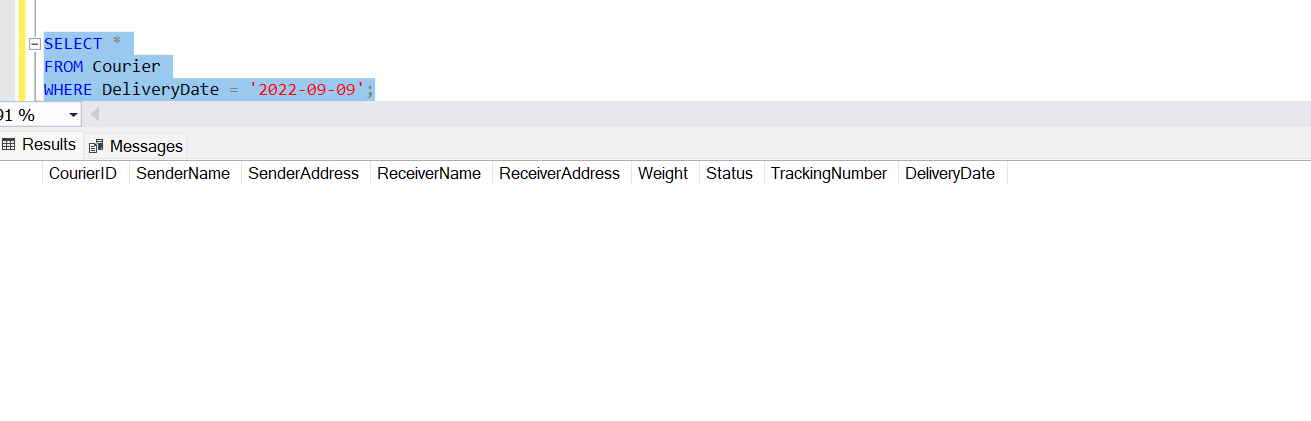 SELECT *
FROM Courier
WHERE DeliveryDate = '2022-09-09';
91 %
Results Messages
CourierID SenderName SenderAddress ReceiverName ReceiverAddress Weight Status TrackingNumber DeliveryDate